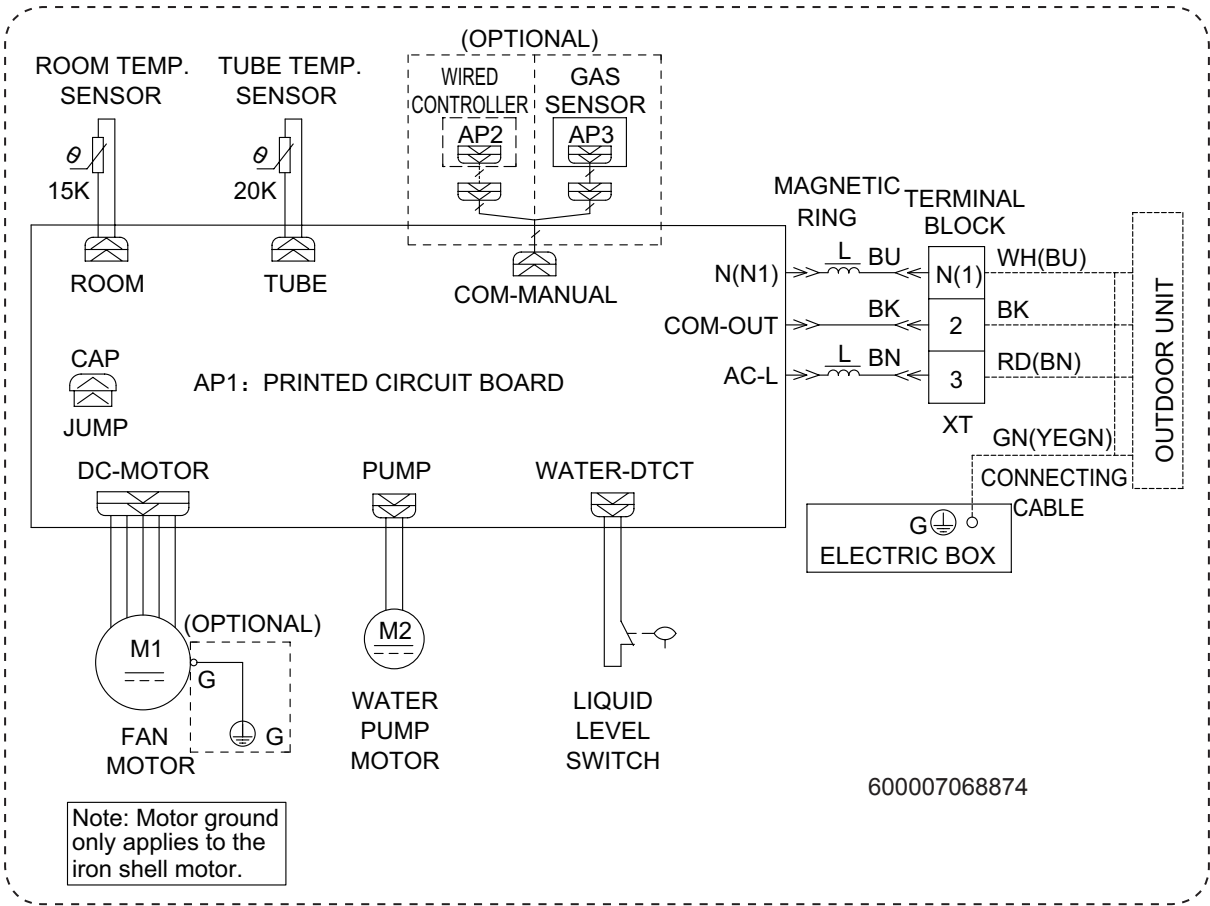 (OPTIONAL)
ROOM TEMP.
SENSOR
TUBE TEMP.
SENSOR
WIRED
CONTROLLER
GAS
SENSOR
AP2
AP3
θ
15K
θ
20K
MAGNETIC
RING
TERMINAL
BLOCK
ROOM
TUBE
COM-MANUAL
N(N1)
L
BU
N(1)
WH(BU)
COM-OUT
BK
2
BK
AC-L
L
BN
3
RD(BN)
XT
OUTDOOR UNIT
GN(YEGN)
CONNECTING
CABLE
G
ELECTRIC BOX
CAP
JUMP
AP1: PRINTED CIRCUIT BOARD
DC-MOTOR
PUMP
WATER-DTCT
M1
(OPTIONAL)
G
G
FAN
MOTOR
M2
WATER
PUMP
MOTOR
LIQUID
LEVEL
SWITCH
600007068874
Note: Motor ground
only applies to the
iron shell motor.